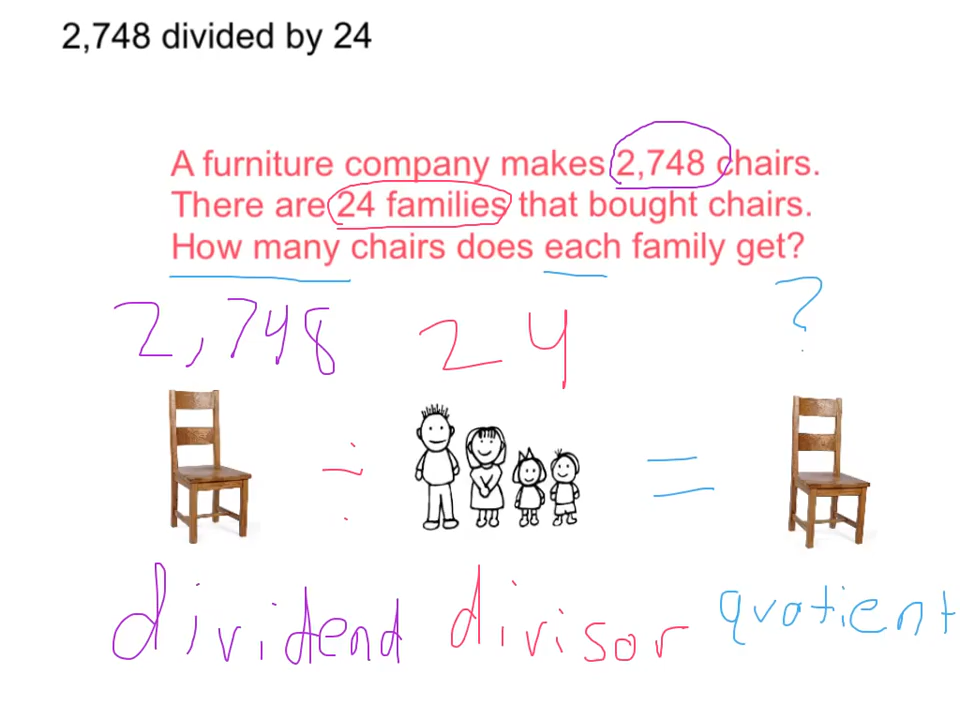 2,748 divided by 24
A furniture company makes 2,748 chairs.
There are 24 families that bought chairs.
How many chairs does each family get?
2,748 24 ?
÷ =
dividend divisor quotient